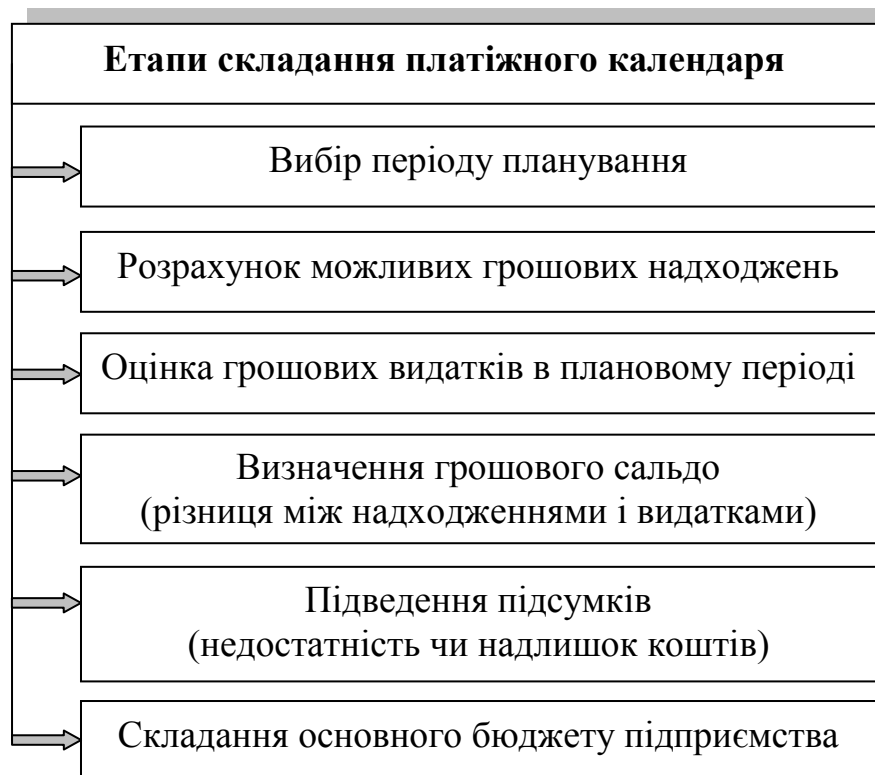 Етапи складання платіжного календаря
Вибір періоду планування
Розрахунок можливих грошових надходжень
Оцінка грошових видатків в плановому періоді
Визначення грошового сальдо
(різниця між надходженнями і видатками)
Підведення підсумків
(недостатність чи надлишок коштів)
Складання основного бюджету підприємства